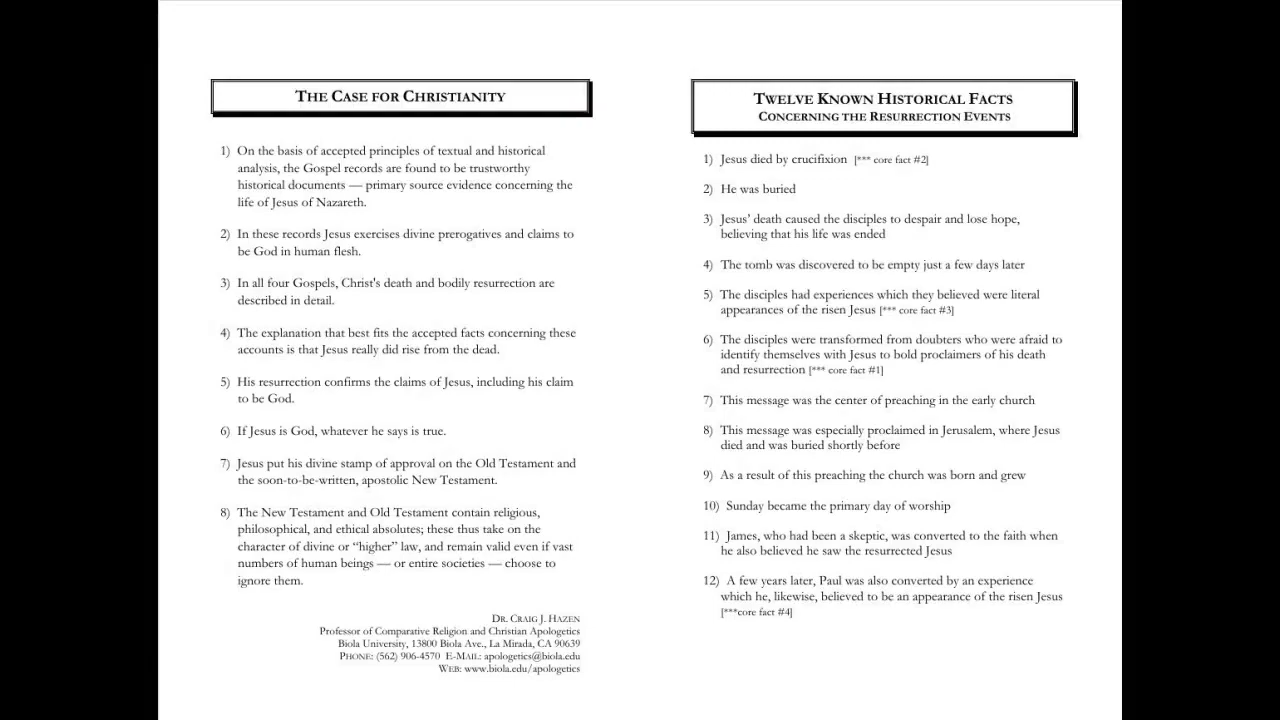 THE CASE FOR CHRISTIANITY
1) On the basis of accepted principles of textual and historical
analysis, the Gospel records are found to be trustworthy
historical documents — primary source evidence concerning the
life of Jesus of Nazareth.
2) In these records Jesus exercises divine prerogatives and claims to
be God in human flesh.
3) In all four Gospels, Christ's death and bodily resurrection are
described in detail.
4) The explanation that best fits the accepted facts concerning these
accounts is that Jesus really did rise from the dead.
5) His resurrection confirms the claims of Jesus, including his claim
to be God.
6) If Jesus is God, whatever he says is true.
7) Jesus put his divine stamp of approval on the Old Testament and
the soon-to-be-written, apostolic New Testament.
8) The New Testament and Old Testament contain religious,
philosophical, and ethical absolutes; these thus take on the
character of divine or “higher” law, and remain valid even if vast
numbers of human beings — or entire societies — choose to
ignore them.
DR. CRAIG J. HAZEN
Professor of Comparative Religion and Christian Apologetics
Biola University, 13800 Biola Ave., La Mirada, CA 90639
PHONE: (562) 906-4570 E-MAIL: apologetics@biola.edu
WEB: www.biola.edu/apologetics
TWELVE KNOWN HISTORICAL FACTS
CONCERNING THE RESURRECTION EVENTS
1) Jesus died by crucifixion [*** core fact #2]
2) He was buried
3) Jesus’ death caused the disciples to despair and lose hope,
believing that his life was ended
4) The tomb was discovered to be empty just a few days later
5) The disciples had experiences which they believed were literal
appearances of the risen Jesus [*** core fact #3]
6) The disciples were transformed from doubters who were afraid to
identify themselves with Jesus to bold proclaimers of his death
and resurrection [*** core fact #1]
7) This message was the center of preaching in the early church
8) This message was especially proclaimed in Jerusalem, where Jesus
died and was buried shortly before
9) As a result of this preaching the church was born and grew
10) Sunday became the primary day of worship
11) James, who had been a skeptic, was converted to the faith when
he also believed he saw the resurrected Jesus
12) A few years later, Paul was also converted by an experience
which he, likewise, believed to be an appearance of the risen Jesus
[***core fact #4]